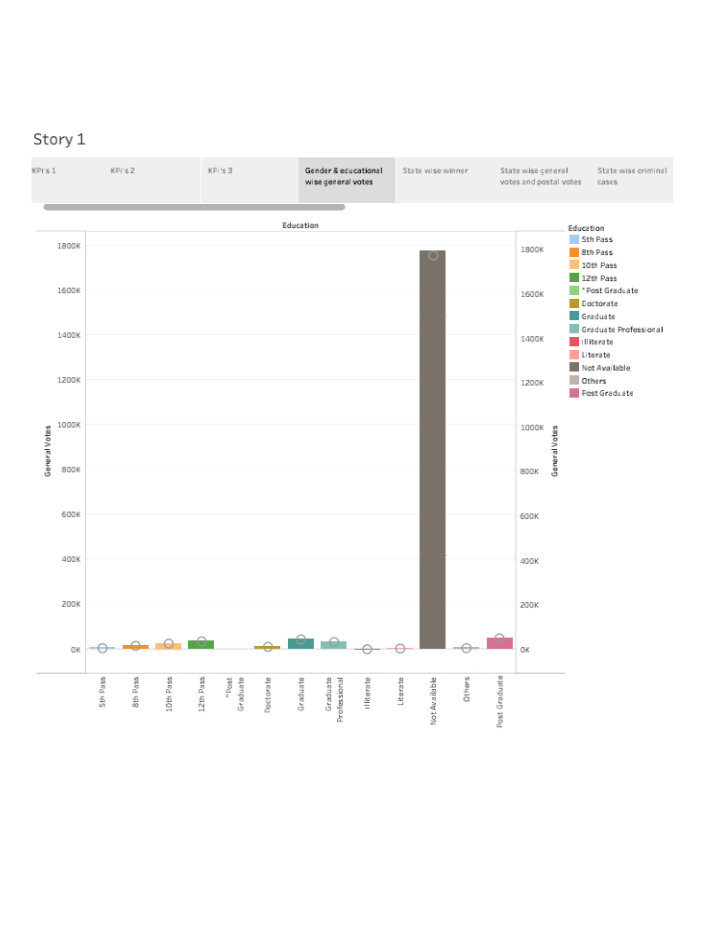 Story 1
KPI's 1
KPI's 2
KPI's 3
Gender & educational
wise general votes
State wise winner
State wise general
votes and postal votes
State wise criminal
cases
Education
1800K
1600K
1400K
1200K
1000K
800K
600K
400K
200K
0K
General Votes
1800K
1600K
1400K
1200K
1000K
800K
600K
400K
200K
0K
General Votes
5th Pass
8th Pass
10th Pass
12th Pass
"Post
Graduate
Doctorate
Graduate
Graduate
Professional
Illiterate
Literate
Not Available
Others
Post Graduate
Education
5th Pass
8th Pass
10th Pass
12th Pass
"Post Graduate
Doctorate
Graduate
Graduate Professional
Illiterate
Literate
Not Available
Others
Post Graduate